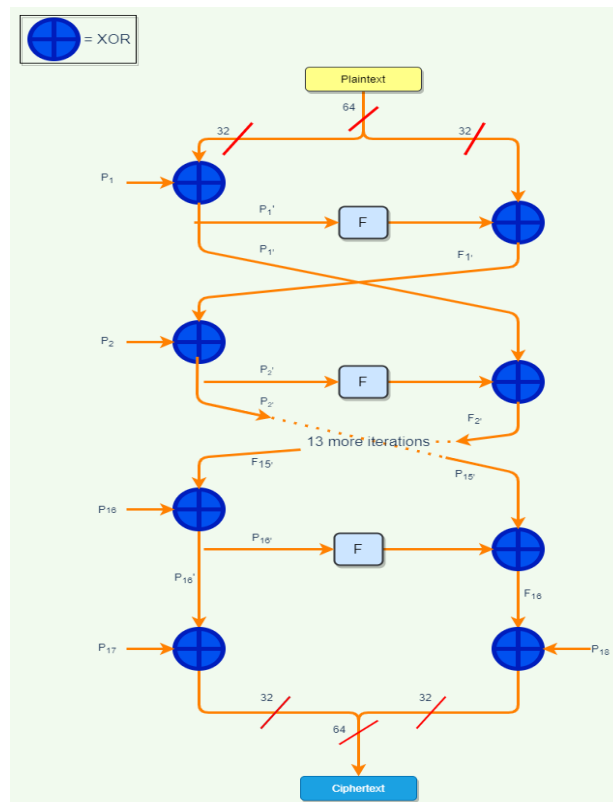 = XOR
Plaintext
64
32
32
P1
P1'
F
P1'
F1'
P2
P2'
F
P2'
F2'
13 more iterations
F15'
P15'
P16
P16'
F
P16'
F16
P17
P18
32
32
64
Ciphertext